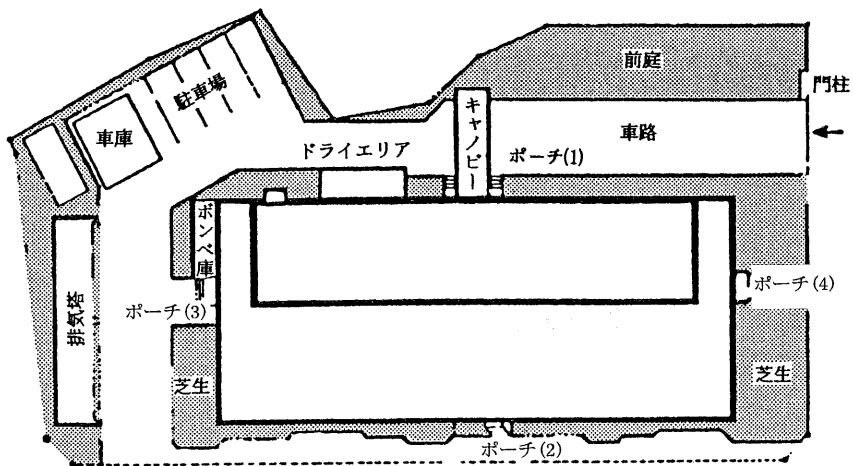 前庭
門柱
駐車場
車庫
キャノピー
車路
ドライエリア
ポーチ(1)
ボンベ庫
ポーチ(4)
排気塔
ポーチ(3)
芝生
芝生
ポーチ(2)